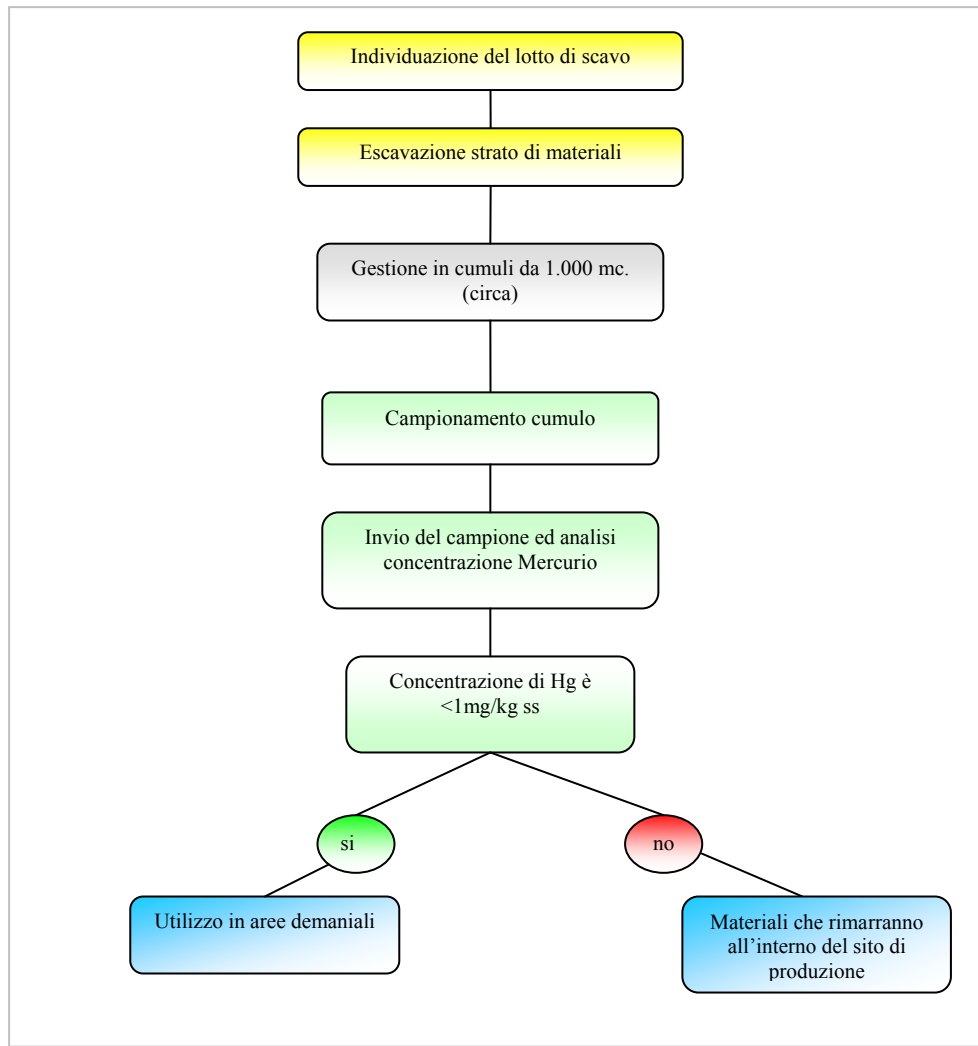 Individuazione del lotto di scavo
Escavazione strato di materiali
Gestione in cumuli da 1.000 mc.
(circa)
Campionamento cumulo
Invio del campione ed analisi
concentrazione Mercurio
Concentrazione di Hg è
<1mg/kg ss
si
no
Utilizzo in aree demaniali
Materiali che rimarranno
all'interno del sito di
produzione